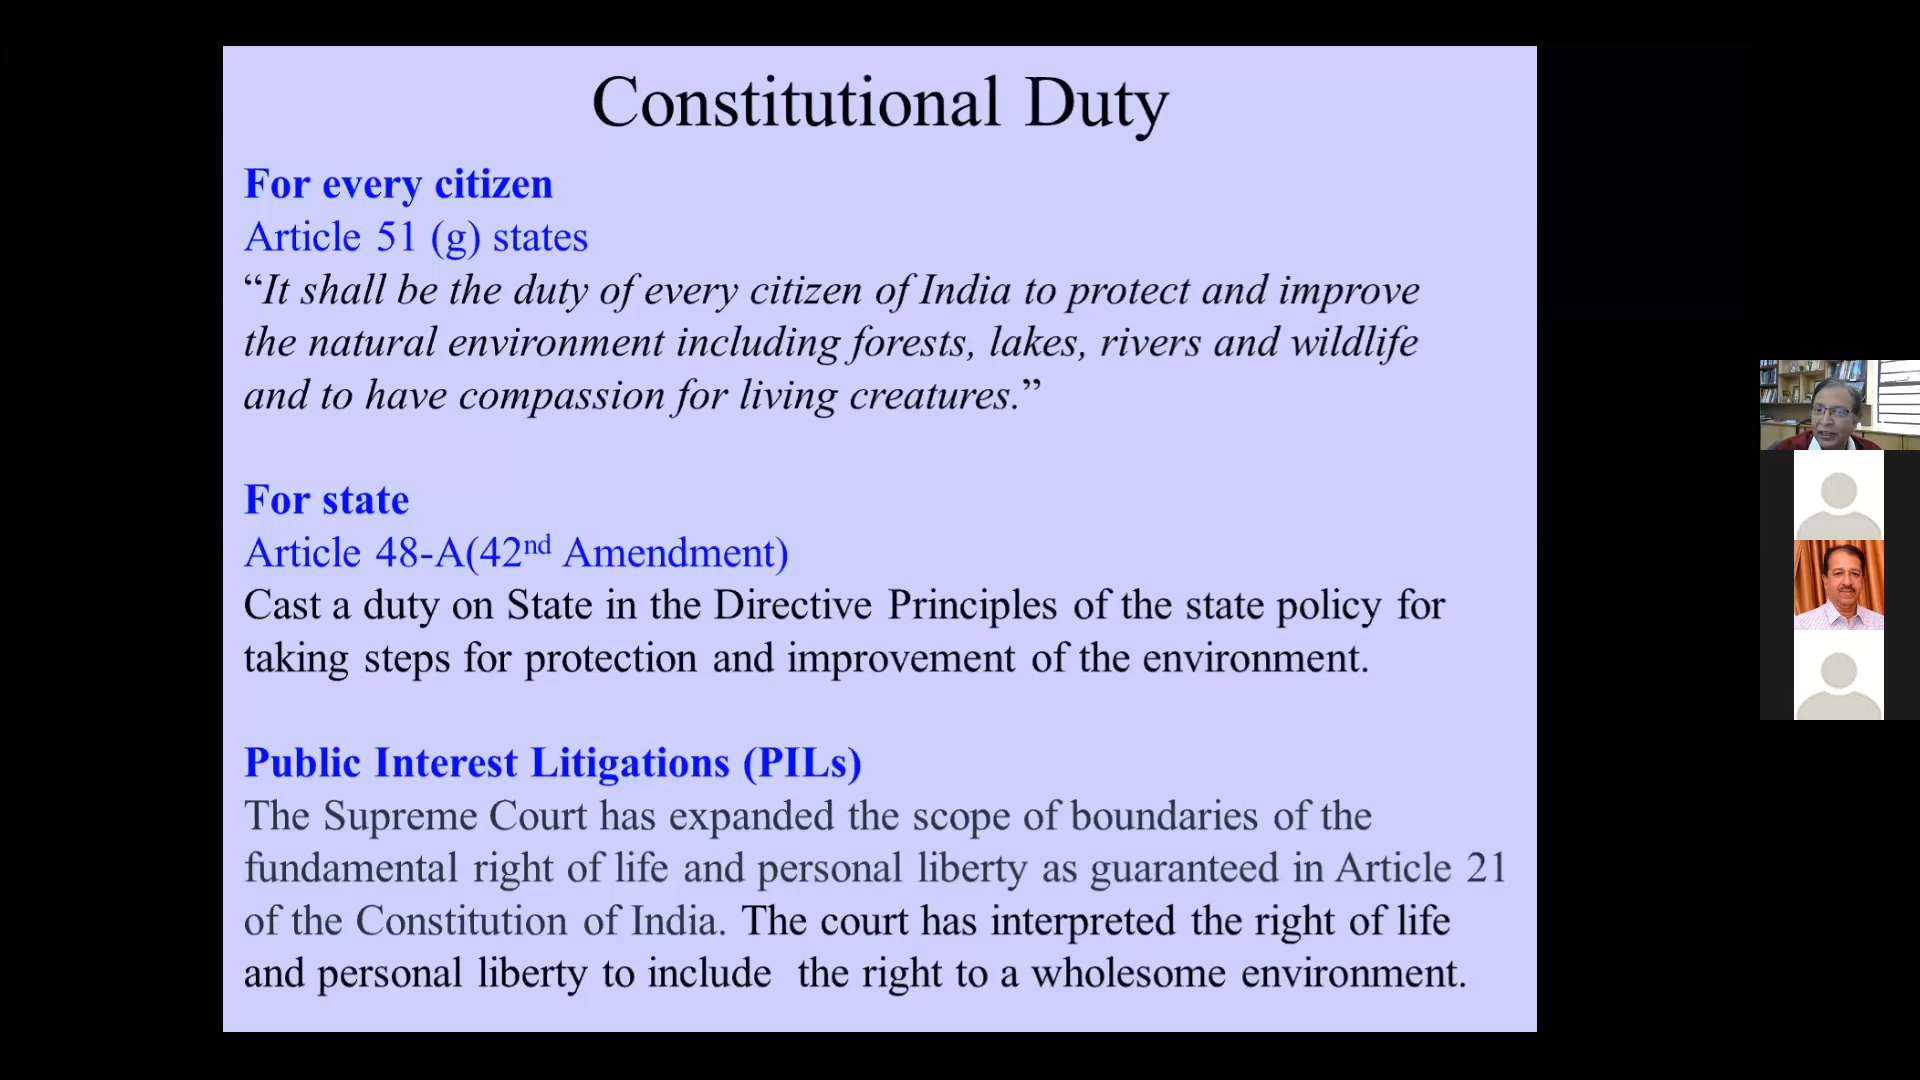 Constitutional Duty
For every citizen
Article 51 (g) states
“It shall be the duty of every citizen of India to protect and improve
the natural environment including forests, lakes, rivers and wildlife
and to have compassion for living creatures.”
For state
Article 48-A(42nd Amendment)
Cast a duty on State in the Directive Principles of the state policy for
taking steps for protection and improvement of the environment.
Public Interest Litigations (PILs)
The Supreme Court has expanded the scope of boundaries of the
fundamental right of life and personal liberty as guaranteed in Article 21
of the Constitution of India. The court has interpreted the right of life
and personal liberty to include  the right to a wholesome environment.